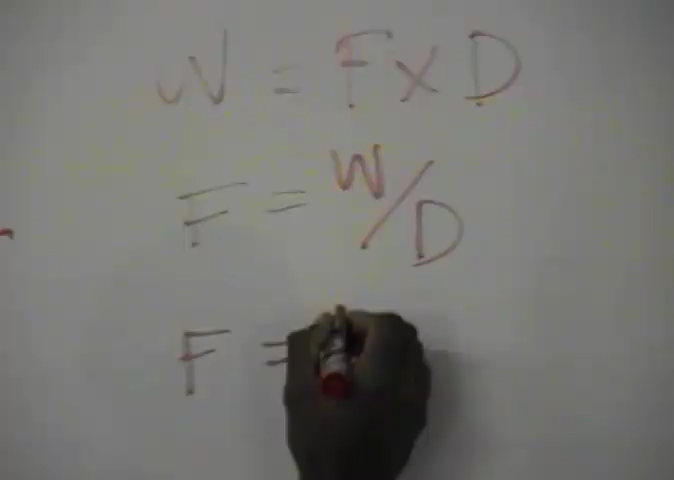 W = F X D
F = W/D
F =